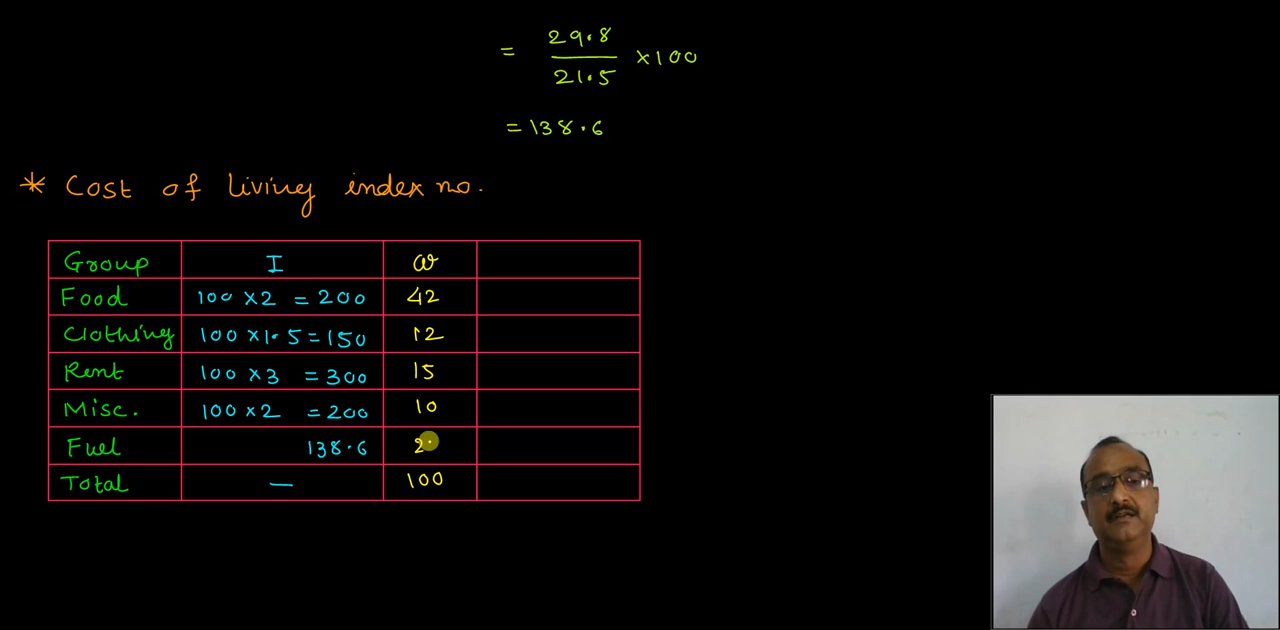 = 29.8 / 21.5 ×100
= 138.6
* Cost of living index no.
Group I w
Food 100 ×2 = 200 42
Clothing 100 ×1.5 = 150 12
Rent 100 ×3 = 300 15
Misc. 100 ×2 = 200 10
Fuel 138.6
Total — 100